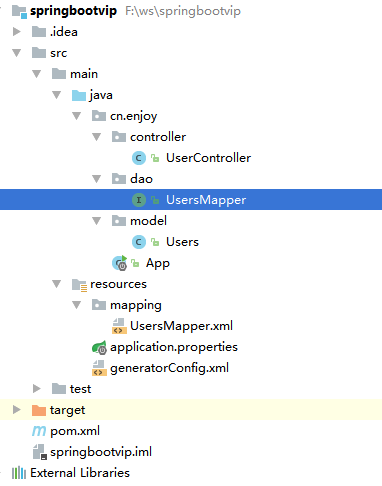 springbootvip F:\ws\springbootvip
.idea
src
main
java
cn.enjoy
controller
C UserController
dao
I UsersMapper
model
C Users
C App
resources
mapping
UsersMapper.xml
application.properties
generatorConfig.xml
test
target
m pom.xml
springbootvip.iml
External Libraries